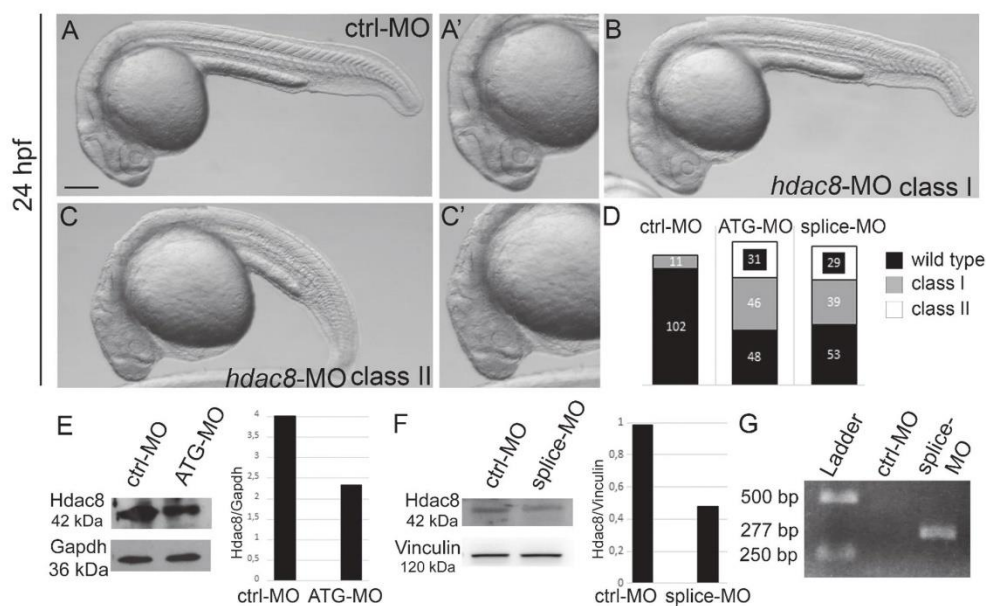 24 hpf
A
ctrl-MO
A'
B
hdac8-MO class I
C
hdac8-MO class II
C'
D
ctrl-MO ATG-MO splice-MO
11
102
31
46
48
29
39
53
wild type
class I
class II
E
ctrl-MO
ATG-MO
Hdac8
42 kDa
Gapdh
36 kDa
Hdac8/Gapdh
4
3,5
3
2,5
2
1,5
1
0,5
0
ctrl-MO ATG-MO
F
ctrl-MO
splice-MO
Hdac8
42 kDa
Vinculin
120 kDa
Hdac8/Vinculin
1
0,8
0,6
0,4
0,2
0
ctrl-MO splice-MO
G
Ladder
ctrl-MO
splice-
MO
500 bp
277 bp
250 bp